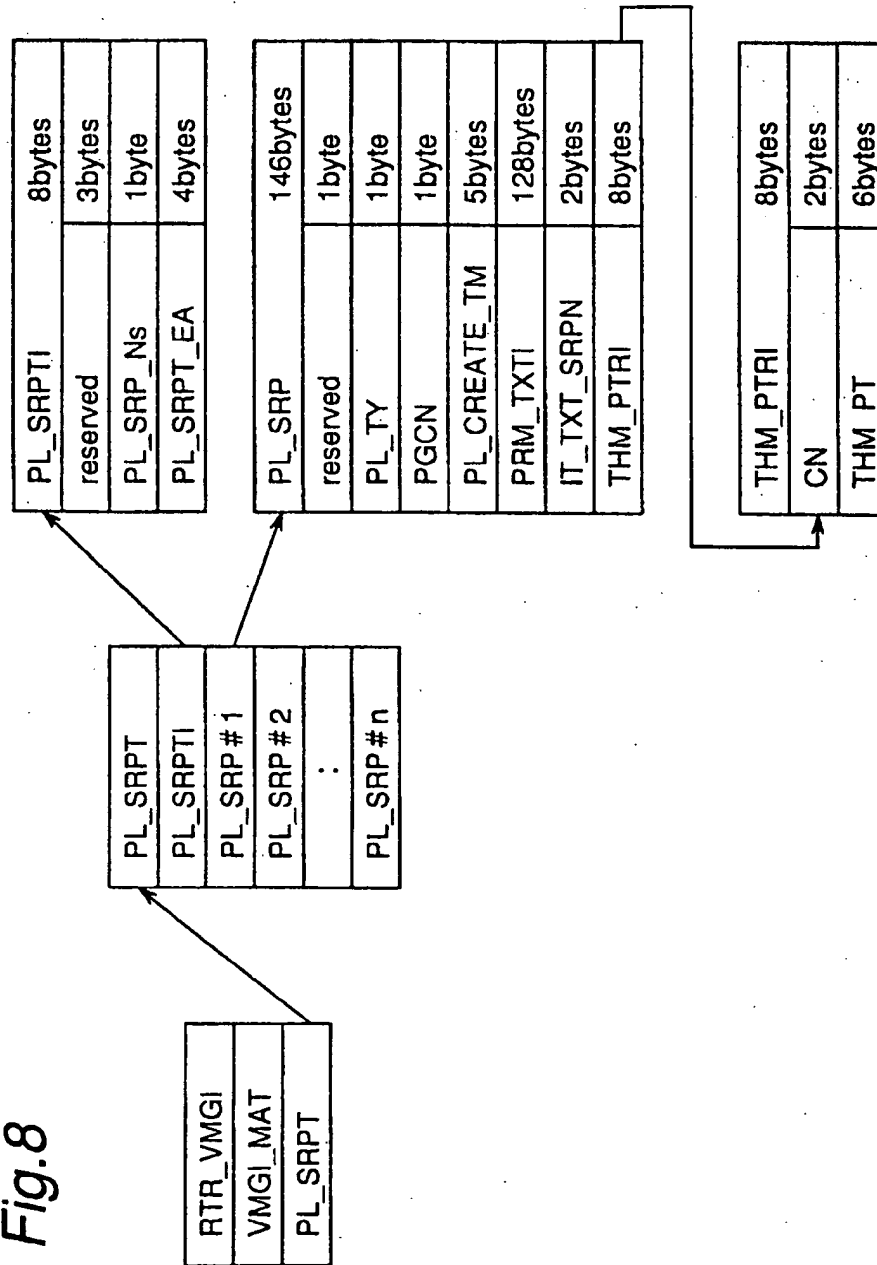 Fig.8
RTR_VMGI
VMGI_MAT
PL_SRPT
PL_SRPT
PL_SRPTI
PL_SRP#1
PL_SRP#2
:
PL_SRP#n
PL_SRPTI 8bytes
reserved 3bytes
PL_SRP_Ns 1byte
PL_SRPT_EA 4bytes
PL_SRP 146bytes
reserved 1byte
PL_TY 1byte
PGCN 1byte
PL_CREATE_TM 5bytes
PRM_TXTI 128bytes
IT_TXT_SRPN 2bytes
THM_PTRI 8bytes
THM_PTRI 8bytes
CN 2bytes
THM_PT 6bytes